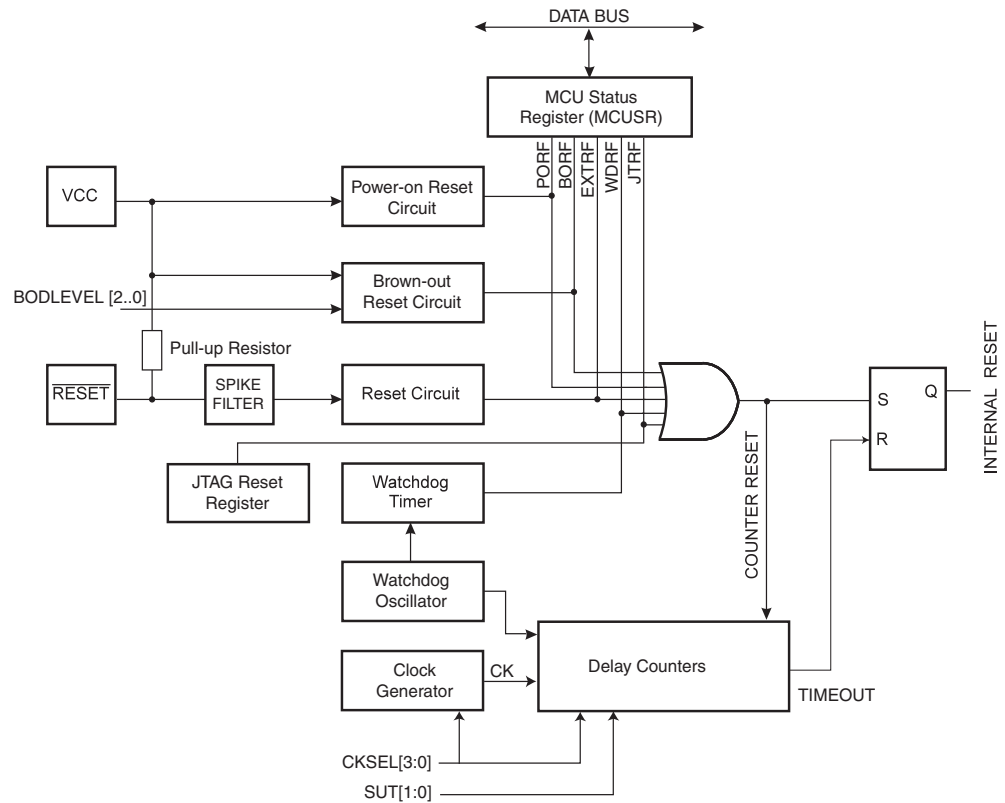 DATA BUS
MCU Status
Register (MCUSR)
PORF
BORF
EXTRF
WDRF
JTRF
VCC
Power-on Reset
Circuit
Brown-out
Reset Circuit
BODLEVEL [2..0]
Pull-up Resistor
RESET
SPIKE
FILTER
Reset Circuit
S
Q
R
INTERNAL RESET
JTAG Reset
Register
Watchdog
Timer
COUNTER RESET
Watchdog
Oscillator
Clock
Generator
CK
Delay Counters
TIMEOUT
CKSEL[3:0]
SUT[1:0]